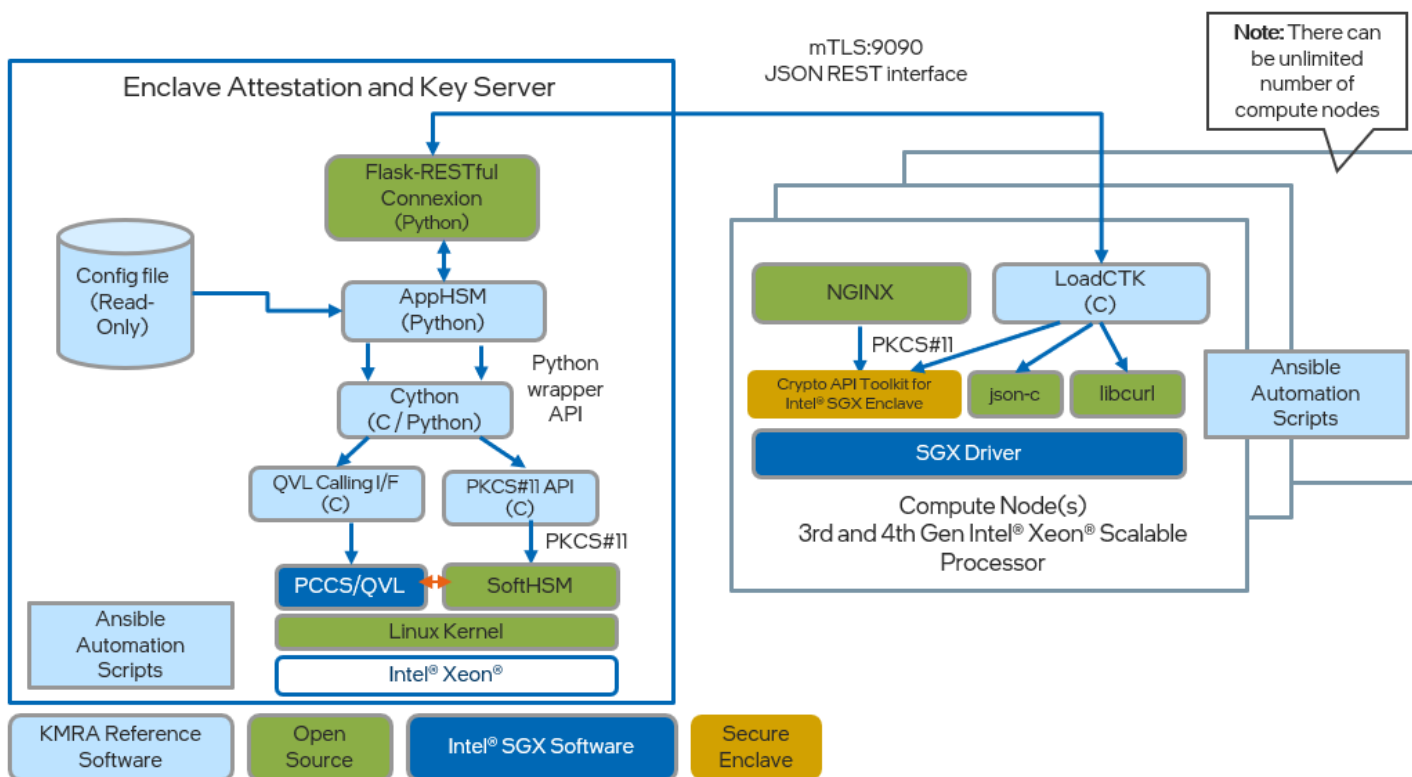 mTLS:9090
JSON REST interface
Note: There can
be unlimited
number of
compute nodes
Enclave Attestation and Key Server
Flask-RESTful
Connexion
(Python)
Config file
(Read-
Only)
AppHSM
(Python)
Python
wrapper
API
Cython
(C / Python)
QVL Calling I/F
(C)
PKCS#11 API
(C)
PKCS#11
PCCS/QVL
SoftHSM
Linux Kernel
Intel® Xeon®
Ansible
Automation
Scripts
NGINX
LoadCTK
(C)
PKCS#11
Crypto API Toolkit for
Intel® SGX Enclave
json-c
libcurl
SGX Driver
Compute Node(s)
3rd and 4th Gen Intel® Xeon® Scalable
Processor
Ansible
Automation
Scripts
KMRA Reference
Software
Open
Source
Intel® SGX Software
Secure
Enclave